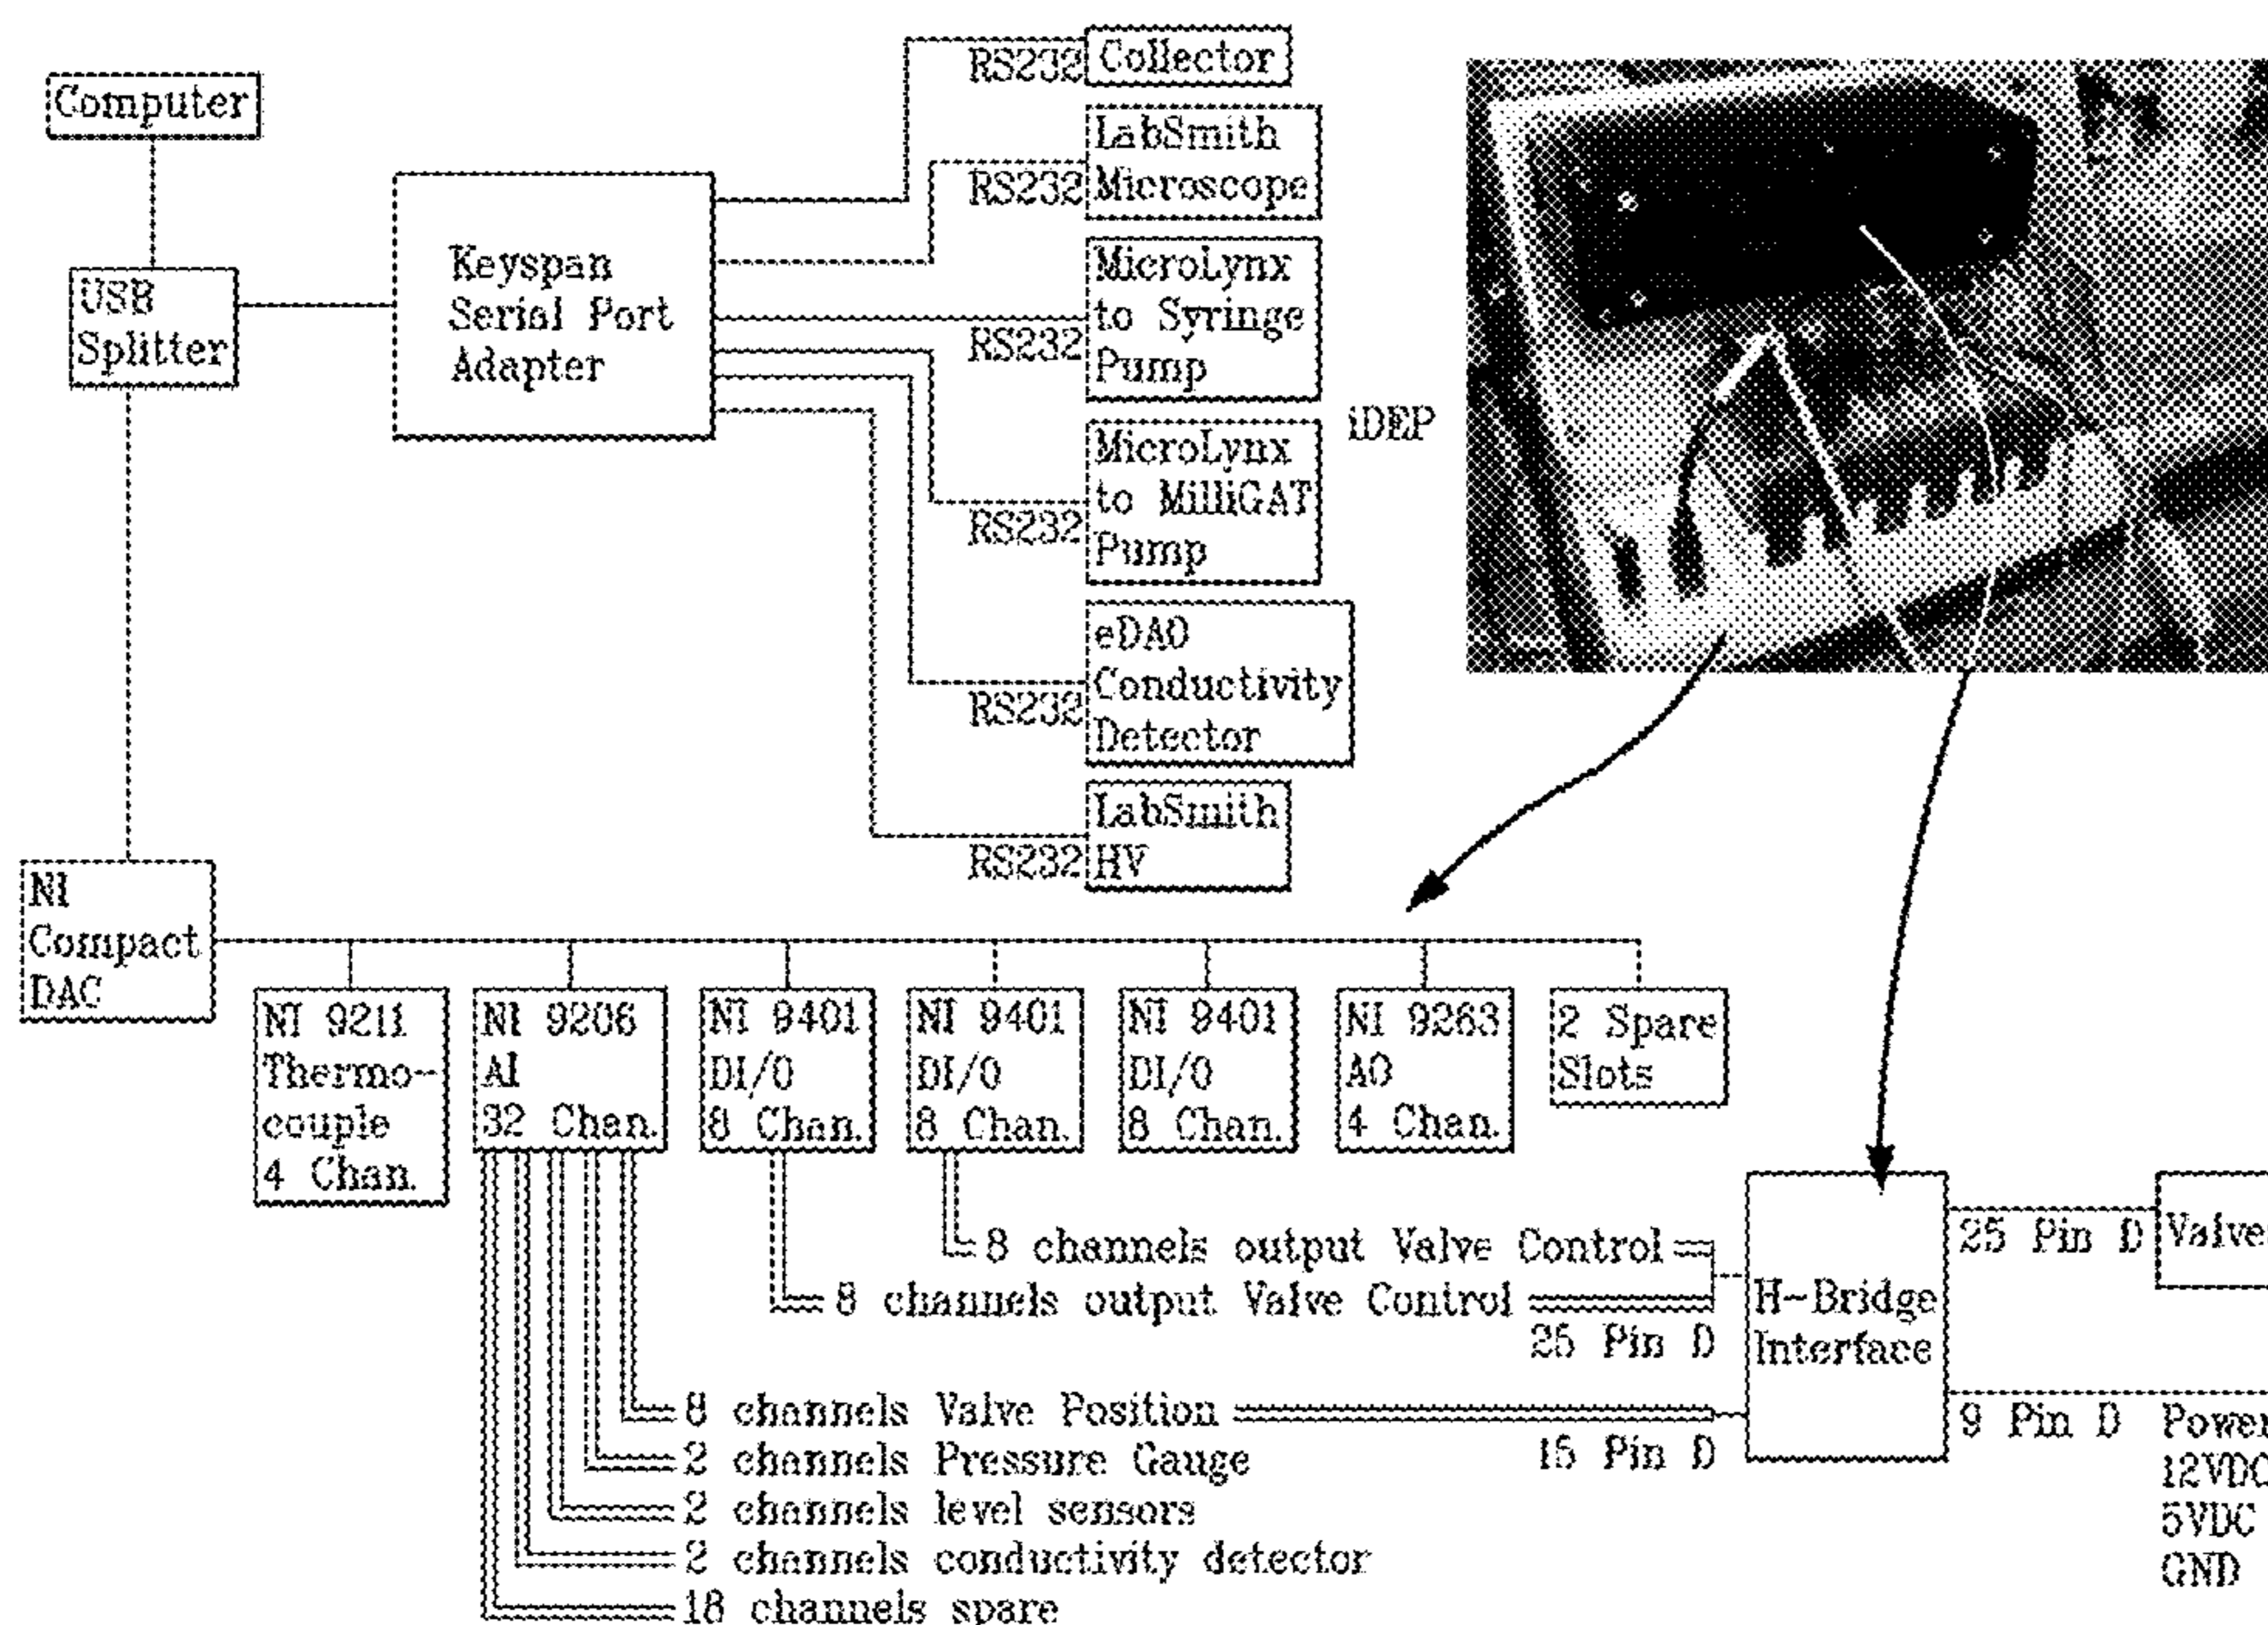 Computer
USB
Splitter
Keyspan
Serial Port
Adapter
RS232
Collector
RS232
LabSmith
Microscope
RS232
MicroLynx
to Syringe
Pump
RS232
MicroLynx
to MilliGAT
Pump
RS232
eDAO
Conductivity
Detector
RS232
LabSmith
HV
iDEP
NI
Compact
DAC
NI 9211
Thermo-
couple
4 Chan.
NI 9206
AI
32 Chan.
NI 9401
DI/O
8 Chan.
NI 9401
DI/O
8 Chan.
NI 9401
DI/O
8 Chan.
NI 9263
AO
4 Chan.
2 Spare
Slots
8 channels output Valve Control
8 channels output Valve Control
25 Pin D
8 channels Valve Position
15 Pin D
2 channels Pressure Gauge
2 channels level sensors
2 channels conductivity detector
18 channels spare
H-Bridge
Interface
25 Pin D
Valve
9 Pin D
Power
12VDC
5VDC
GND